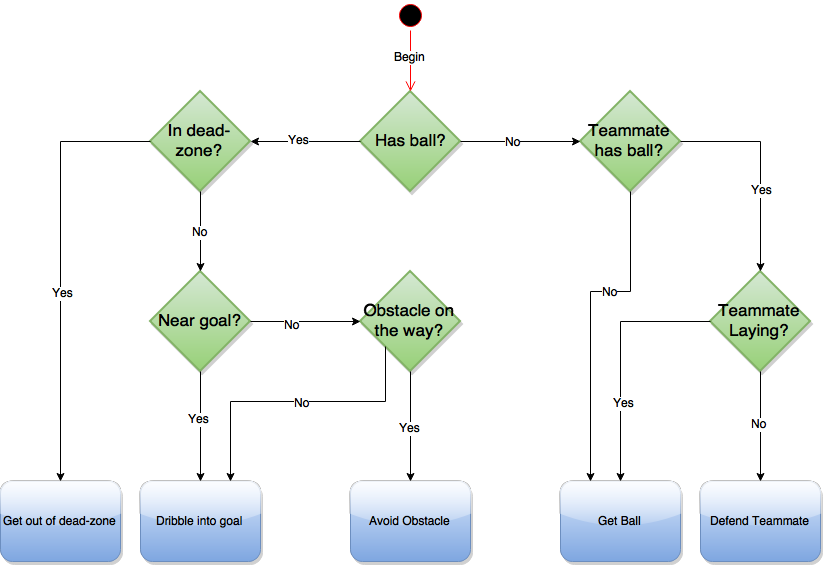 Begin
In dead-
zone?
Yes
Has ball?
No
Teammate
has ball?
Yes
No
Yes
No
Near goal?
No
Obstacle on
the way?
Teammate
Laying?
Yes
No
Yes
Yes
No
Get out of dead-zone
Dribble into goal
Avoid Obstacle
Get Ball
Defend Teammate